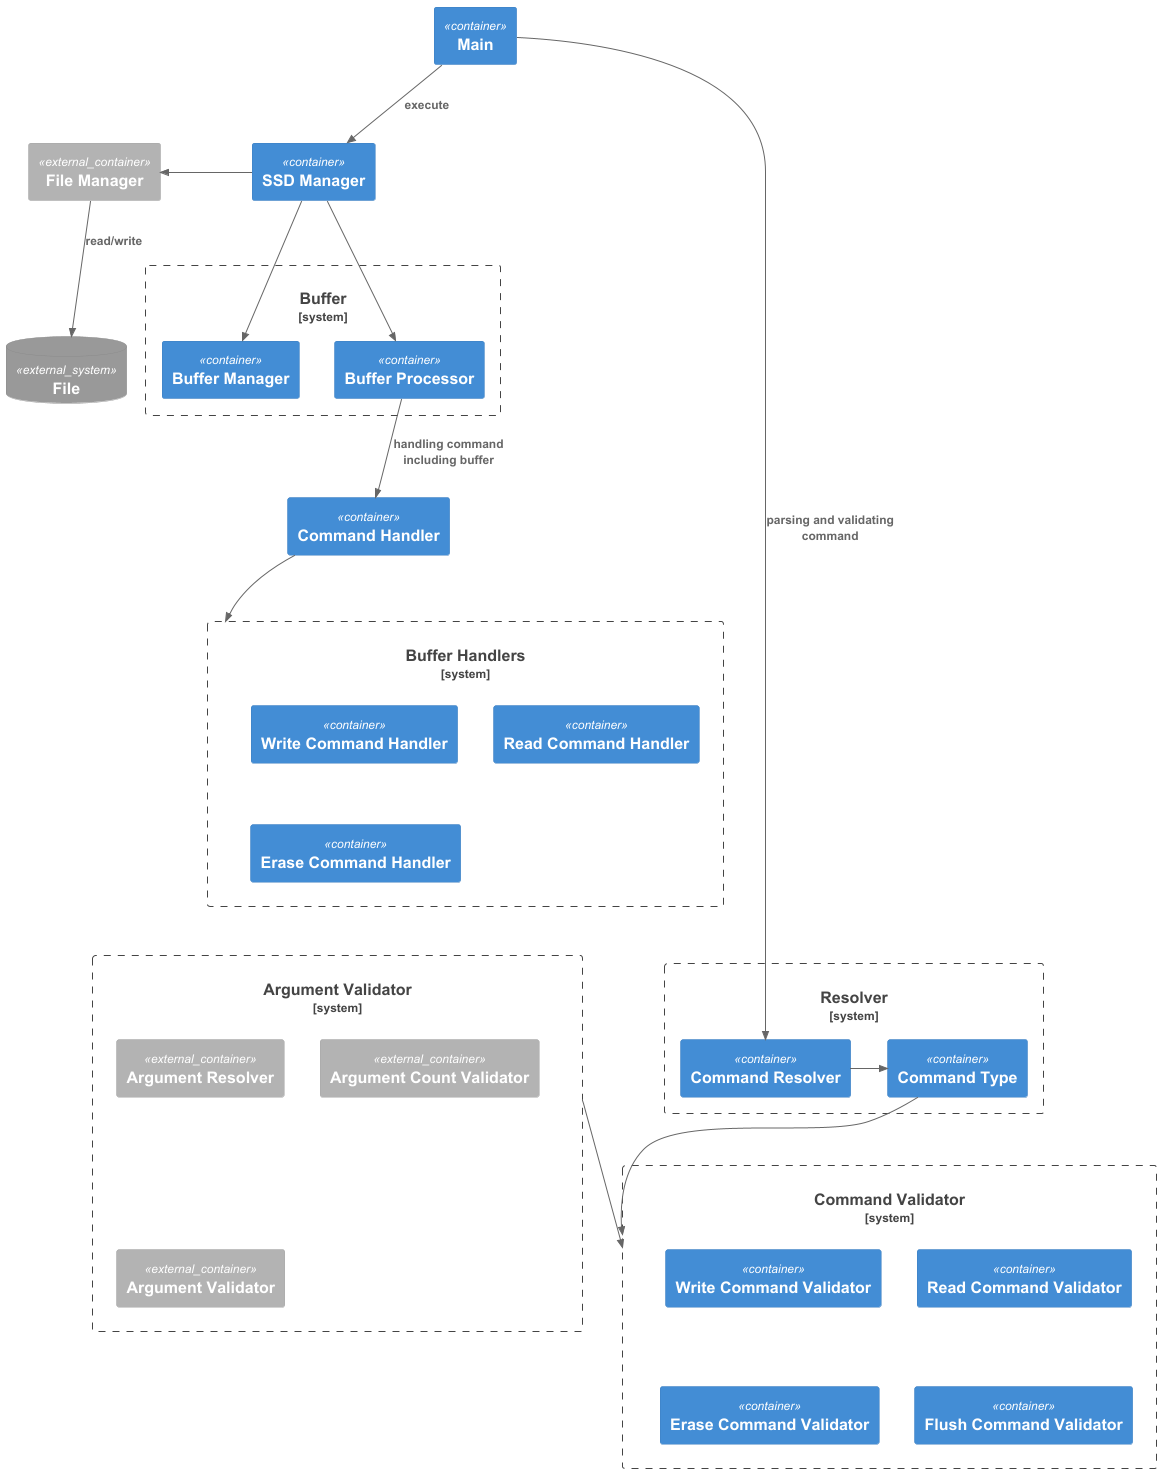 «container»
Main
execute
«external_container»
File Manager
«container»
SSD Manager
read/write
Buffer
[system]
«external_system»
File
«container»
Buffer Manager
«container»
Buffer Processor
handling command
including buffer
«container»
Command Handler
parsing and validating
command
Buffer Handlers
[system]
«container»
Write Command Handler
«container»
Read Command Handler
«container»
Erase Command Handler
Argument Validator
[system]
«external_container»
Argument Resolver
«external_container»
Argument Count Validator
«external_container»
Argument Validator
Resolver
[system]
«container»
Command Resolver
«container»
Command Type
Command Validator
[system]
«container»
Write Command Validator
«container»
Read Command Validator
«container»
Erase Command Validator
«container»
Flush Command Validator